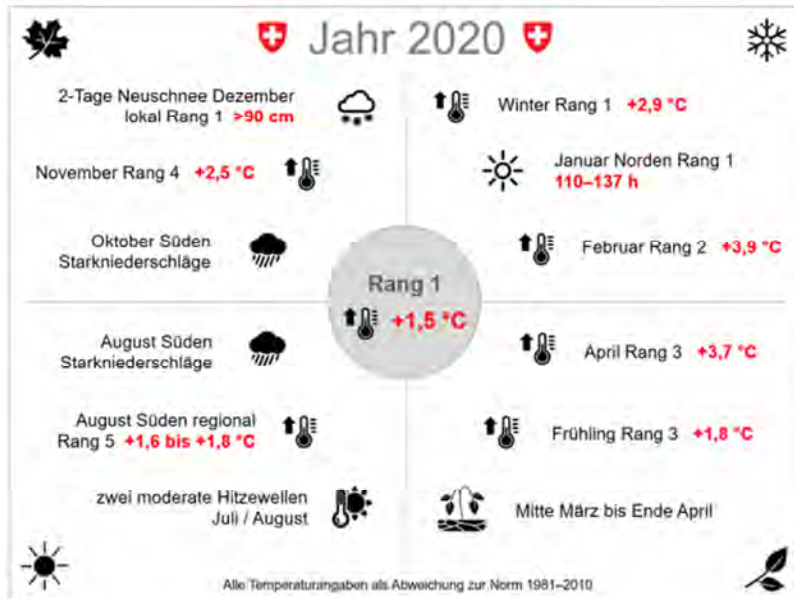 Jahr 2020
2-Tage Neuschnee Dezember
lokal Rang 1 >90 cm
November Rang 4 +2,5 °C
Oktober Süden
Starkniederschläge
Winter Rang 1 +2,9 °C
Januar Norden Rang 1
110–137 h
Februar Rang 2 +3,9 °C
Rang 1
+1,5 °C
August Süden
Starkniederschläge
August Süden regional
Rang 5 +1,6 bis +1,8 °C
zwei moderate Hitzewellen
Juli / August
April Rang 3 +3,7 °C
Frühling Rang 3 +1,8 °C
Mitte März bis Ende April
Alle Temperaturangaben als Abweichung zur Norm 1981–2010